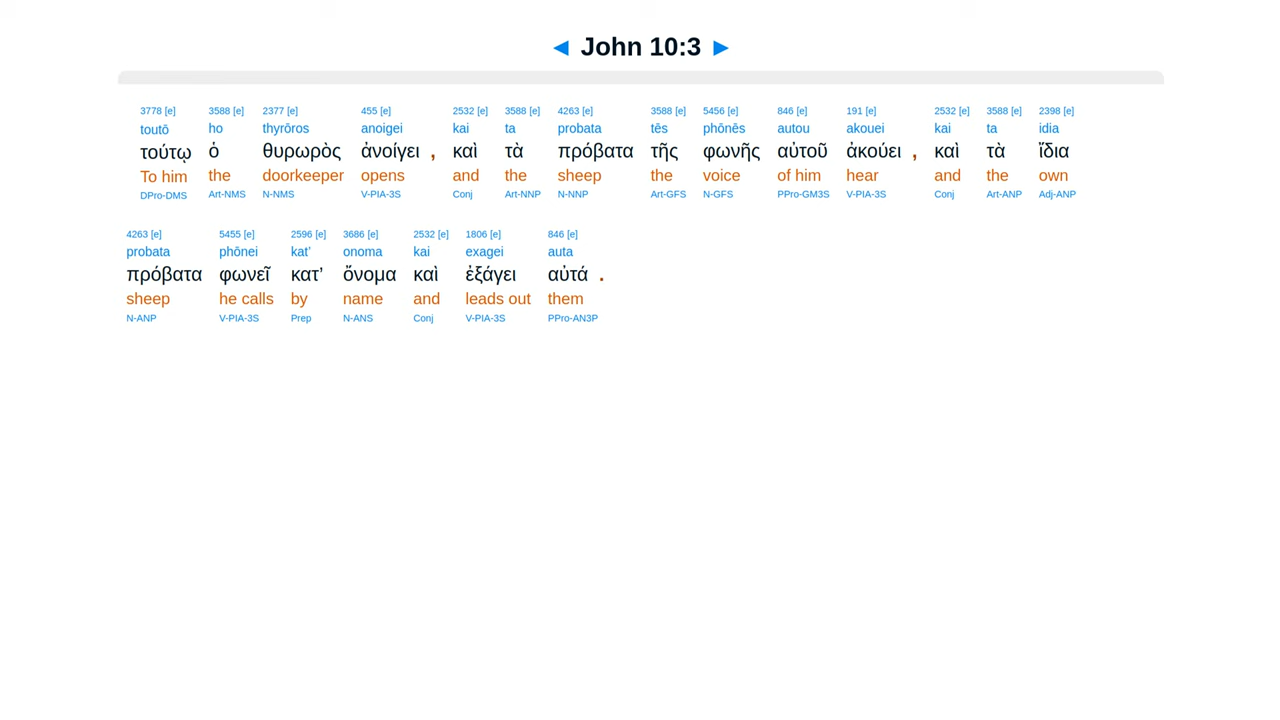 ◄ John 10:3 ►
3778 [e] 3588 [e] 2377 [e] 455 [e] 2532 [e] 3588 [e] 4263 [e] 3588 [e] 5456 [e] 846 [e] 191 [e] 2532 [e] 3588 [e] 2398 [e]
toutō ho thyrōros anoigei kai ta probata tēs phōnēs autou akouei kai ta idia
τούτῳ ὁ θυρωρὸς ἀνοίγει , καὶ τὰ πρόβατα τῆς φωνῆς αὐτοῦ ἀκούει , καὶ τὰ ἴδια
To him the doorkeeper opens and the sheep the voice of him hear and the own
DPro-DMS Art-NMS N-NMS V-PIA-3S Conj Art-NNP N-NNP Art-GFS N-GFS PPro-GM3S V-PIA-3S Conj Art-ANP Adj-ANP
4263 [e] 5455 [e] 2596 [e] 3686 [e] 2532 [e] 1806 [e] 846 [e]
probata phōnei kat’ onoma kai exagei auta
πρόβατα φωνεῖ κατ’ ὄνομα καὶ ἐξάγει αὐτά .
sheep he calls by name and leads out them
N-ANP V-PIA-3S Prep N-ANS Conj V-PIA-3S PPro-AN3P